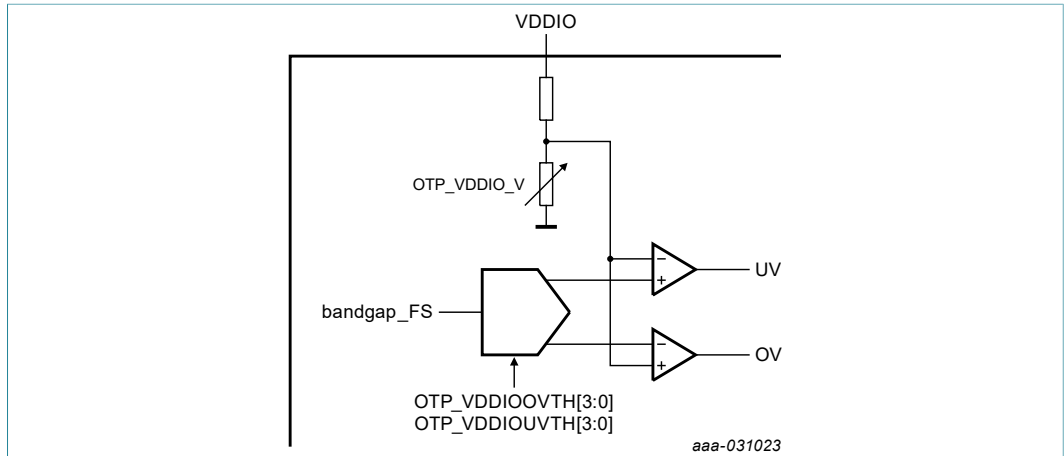 VDDIO
OTP_VDDIO_V
−
+
UV
bandgap_FS
−
+
OV
OTP_VDDIOOVTH[3:0]
OTP_VDDIOUVTH[3:0]
aaa-031023